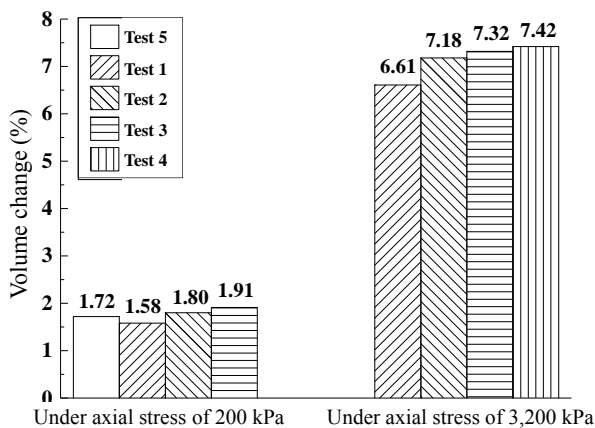 8
7
6
5
4
3
2
1
0
Volume change (%)
Test 5
Test 1
Test 2
Test 3
Test 4
1.72
1.58
1.80
1.91
6.61
7.18
7.32
7.42
Under axial stress of 200 kPa
Under axial stress of 3,200 kPa